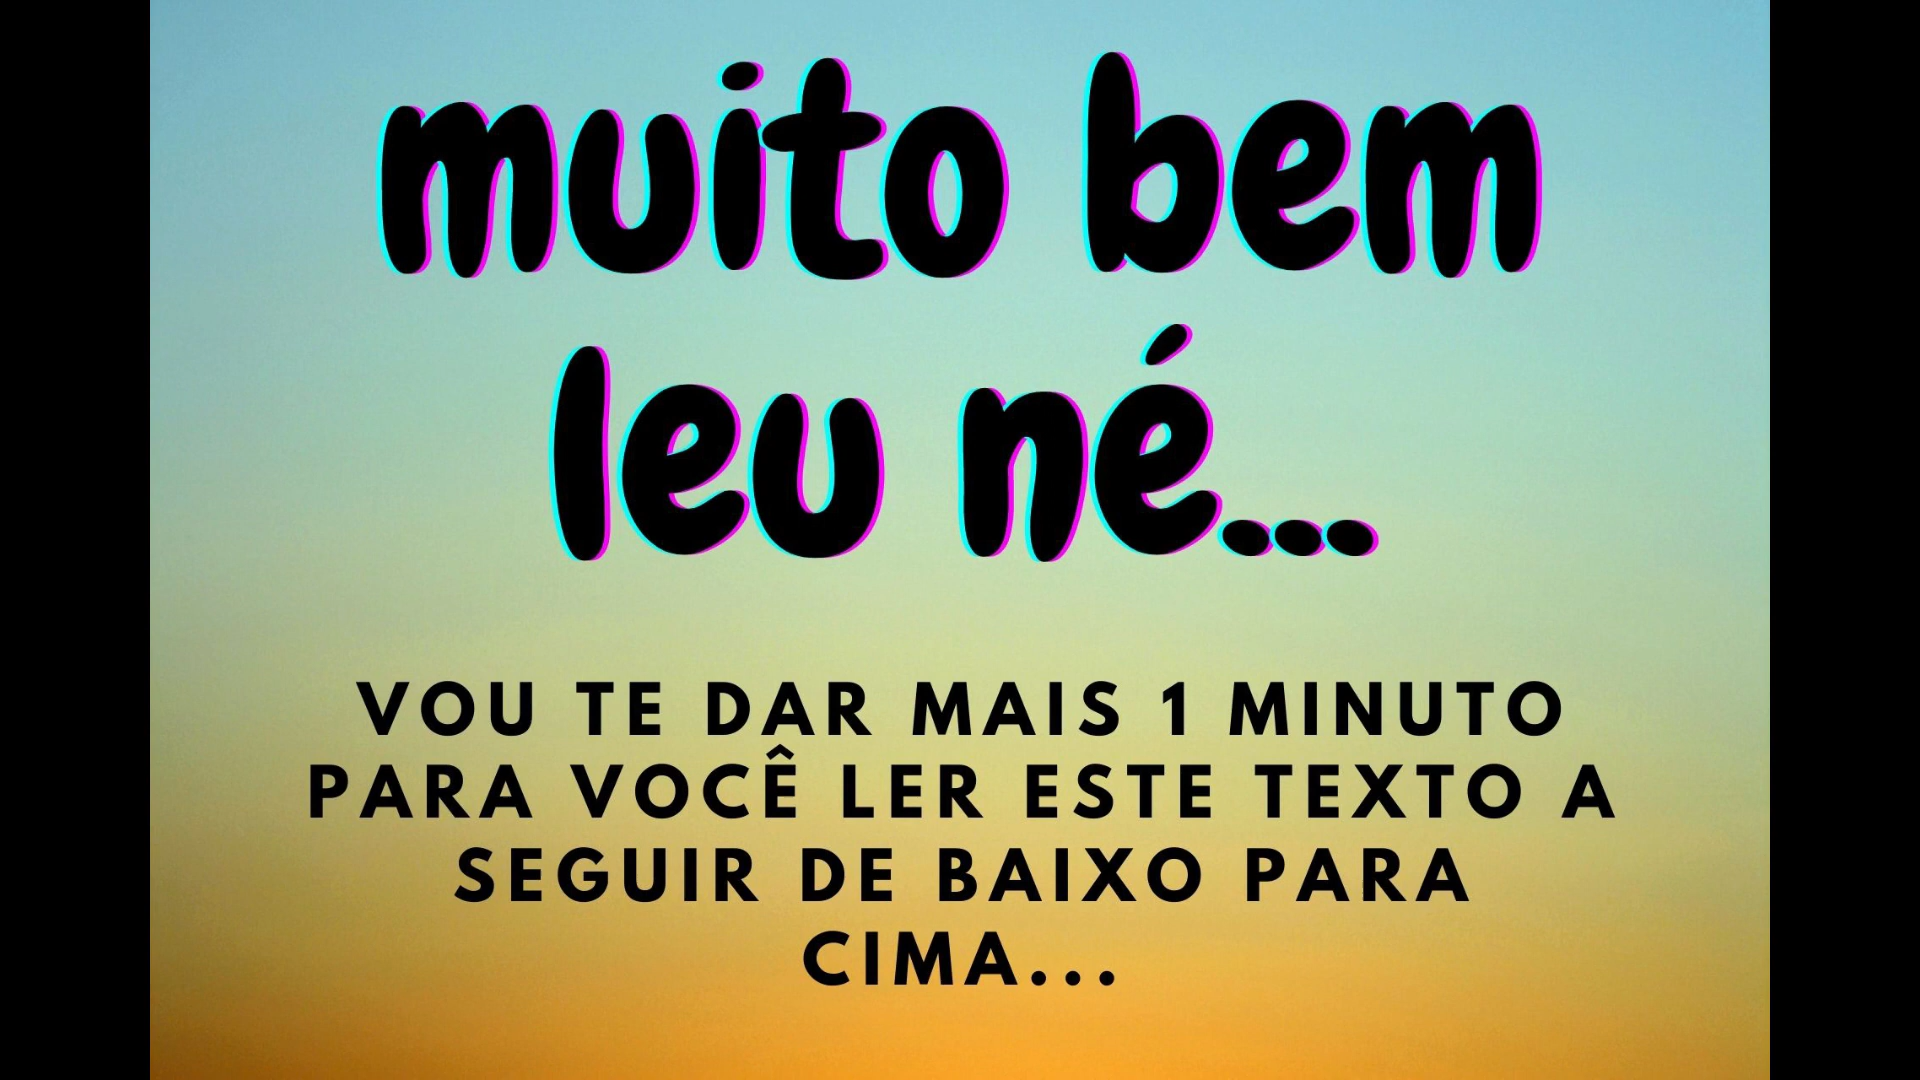 muito bem
leu né...
VOU TE DAR MAIS 1 MINUTO
PARA VOCÊ LER ESTE TEXTO A
SEGUIR DE BAIXO PARA
CIMA...